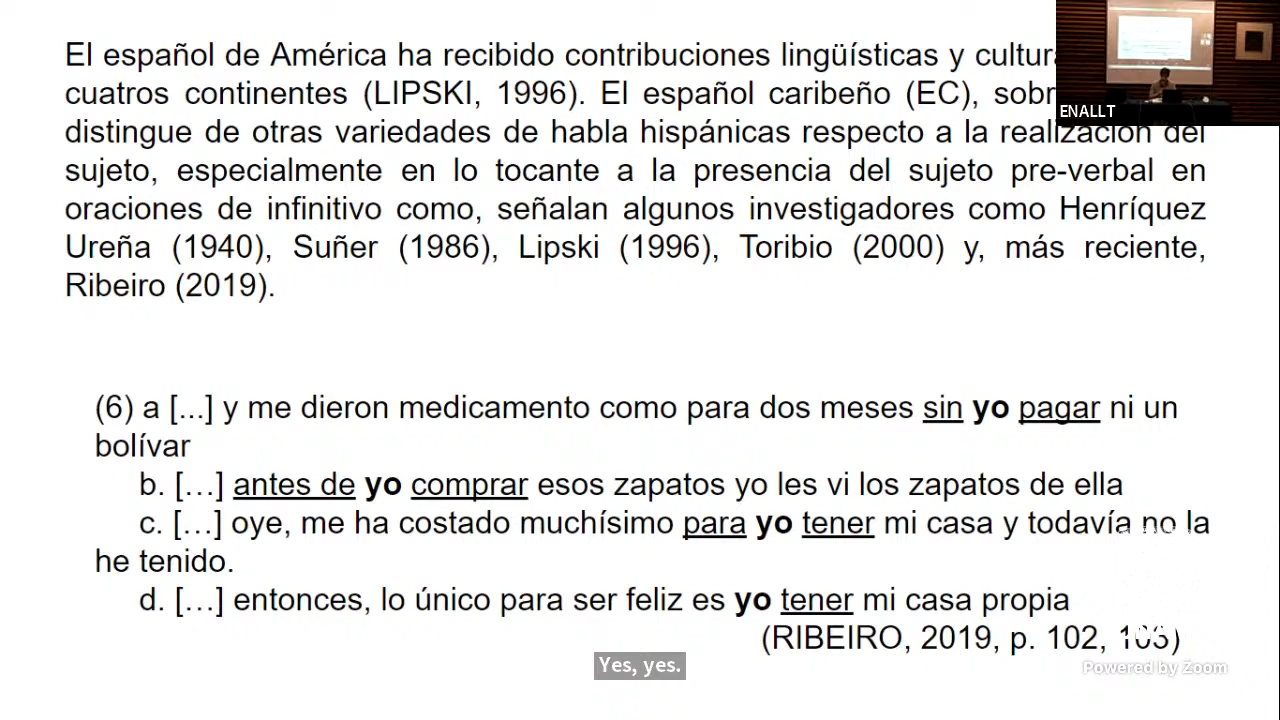 El español de América ha recibido contribuciones lingüísticas y
cuatros continentes (LIPSKI, 1996). El español caribeño (EC),
ENALLT
distingue de otras variedades de habla hispánicas respecto a la realización del
sujeto, especialmente en lo tocante a la presencia del sujeto pre-verbal en
oraciones de infinitivo como, señalan algunos investigadores como Henríquez
Ureña (1940), Suñer (1986), Lipski (1996), Toribio (2000) y, más reciente,
Ribeiro (2019).
(6) a [...] y me dieron medicamento como para dos meses sin yo pagar ni un
bolívar
b. […] antes de yo comprar esos zapatos yo les vi los zapatos de ella
c. […] oye, me ha costado muchísimo para yo tener mi casa y todavía no la
he tenido.
d. […] entonces, lo único para ser feliz es yo tener mi casa propia
(RIBEIRO, 2019, p. 102, 103)
Yes, yes.
Powered by Zoom